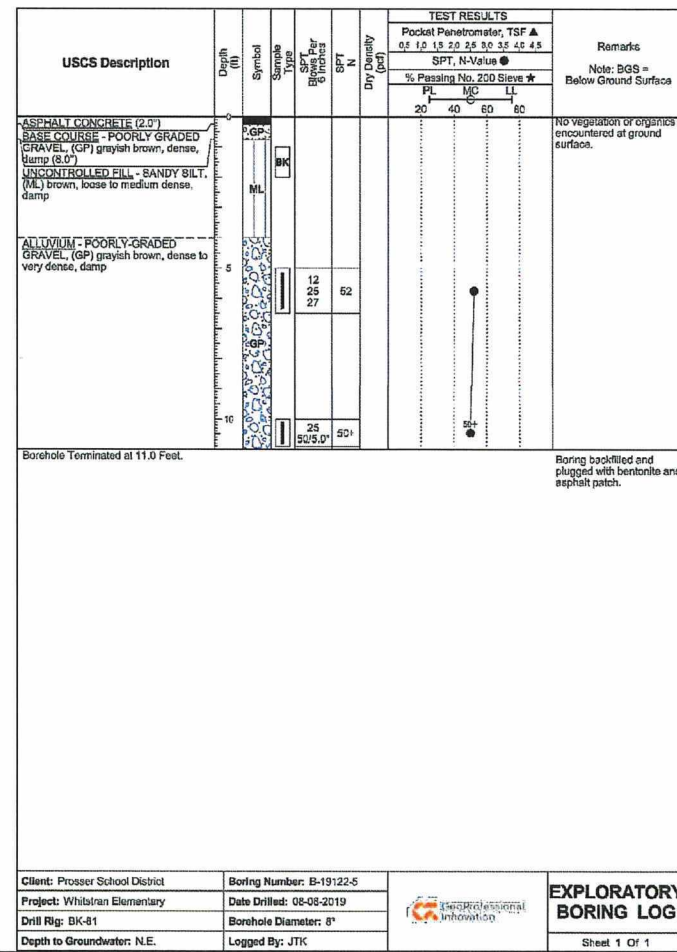 USCS Description
Depth (ft)
Symbol
Sample Type
SPT Blows Per 6 Inches
SPT N
Dry Density (pcf)
TEST RESULTS
Pocket Penetrometer, TSF ▲
0.5 1.0 1.5 2.0 2.5 3.0 3.5 4.0 4.5
SPT, N-Value ●
% Passing No. 200 Sieve ★
PL MC LL
20 40 60 80
Remarks
Note: BGS =
Below Ground Surface
0
ASPHALT CONCRETE (2.0")
BASE COURSE - POORLY GRADED
GRAVEL, (GP) grayish brown, dense,
damp (8.0")
UNCONTROLLED FILL - SANDY SILT,
(ML) brown, loose to medium dense,
damp
GP
BK
ML
No vegetation or organics
encountered at ground
surface.
ALLUVIUM - POORLY-GRADED
GRAVEL, (GP) grayish brown, dense to
very dense, damp
5
12
25
27
52
GP
10
25
50/5.0"
50+
50+
Borehole Terminated at 11.0 Feet.
Boring backfilled and
plugged with bentonite and
asphalt patch.
Client: Prosser School District
Boring Number: B-19122-5
Project: Whitstran Elementary
Date Drilled: 08-08-2019
Drill Rig: BK-81
Borehole Diameter: 8"
Depth to Groundwater: N.E.
Logged By: JTK
GeoProfessional
Innovation
EXPLORATORY
BORING LOG
Sheet 1 Of 1